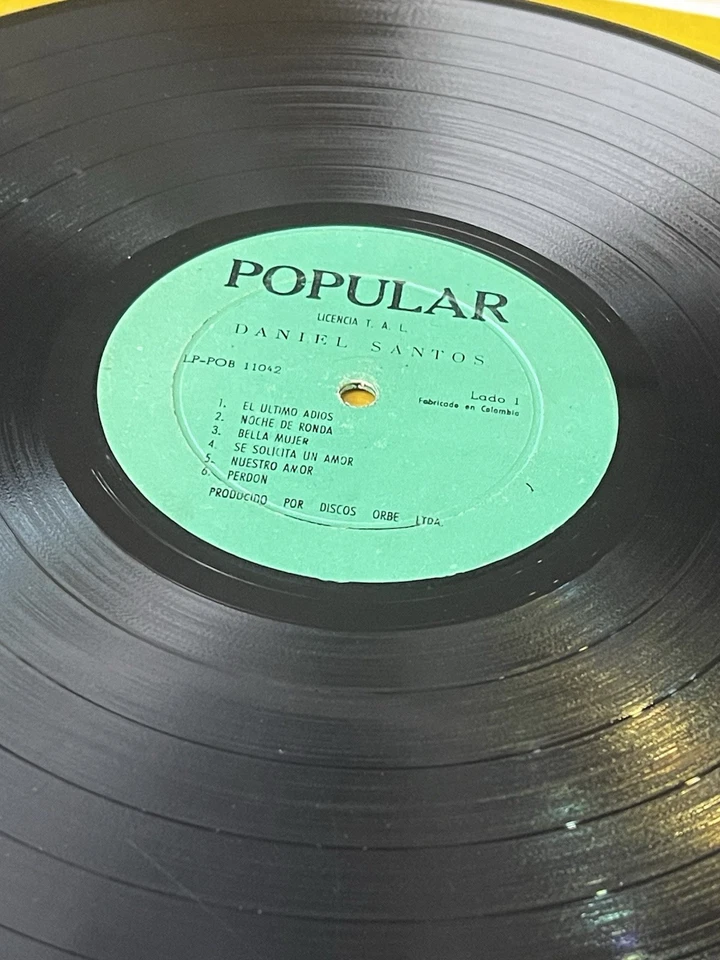 POPULAR
LICENCIA T. A. L.
DANIEL SANTOS
LP-POB 11042
Lado 1
Fabricado en Colombia
1. EL ULTIMO ADIOS
2. NOCHE DE RONDA
3. BELLA MUJER
4. SE SOLICITA UN AMOR
5. NUESTRO AMOR
6. PERDON
PRODUCIDO POR DISCOS ORBE LTDA.